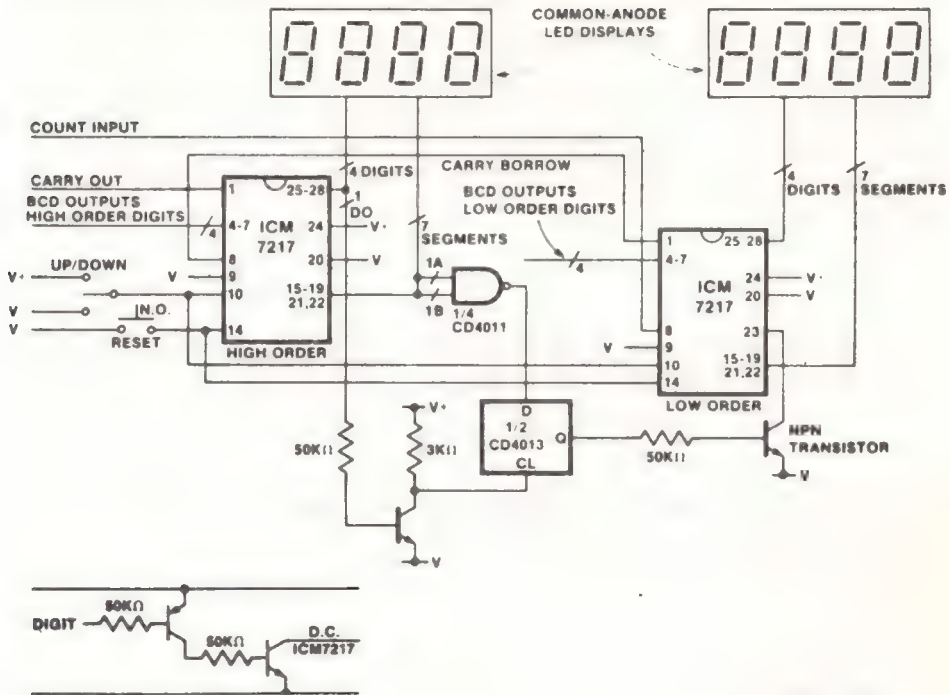 COMMON-ANODE
LED DISPLAYS
COUNT INPUT
CARRY OUT
BCD OUTPUTS
HIGH ORDER DIGITS
4
UP/DOWN
V+
V
V
N.O.
RESET
1
4-7
8
V
9
10
14
25-28
ICM
7217
24
V+
20
V
15-19
21,22
HIGH ORDER
4 DIGITS
1
DO
7
SEGMENTS
CARRY BORROW
BCD OUTPUTS
LOW ORDER DIGITS
4
1A
1B
1/4
CD4011
1
4-7
8
V
9
10
14
25 28
ICM
7217
24
V+
20
V
23
15-19
21,22
LOW ORDER
4
DIGITS
7
SEGMENTS
50KΩ
V+
3KΩ
V
D
1/2
CD4013
Q
CL
50KΩ
NPN
TRANSISTOR
V
DIGIT
50KΩ
50KΩ
D.C.
ICM7217